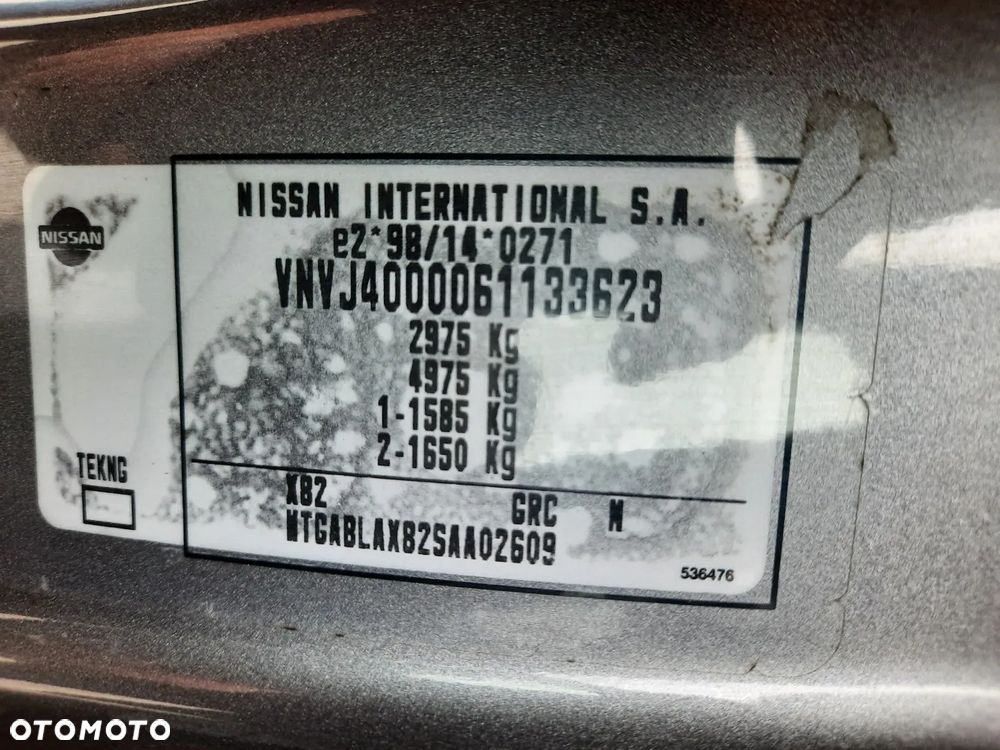 NISSAN
NISSAN INTERNATIONAL S.A.
e2*98/14*0271
VNVJ4000061133623
2975 Kg
4975 Kg
1-1585 Kg
2-1650 Kg
TEKNG
X82 GRC M
MTGABLAX82SAA02609
536476
OTOMOTO